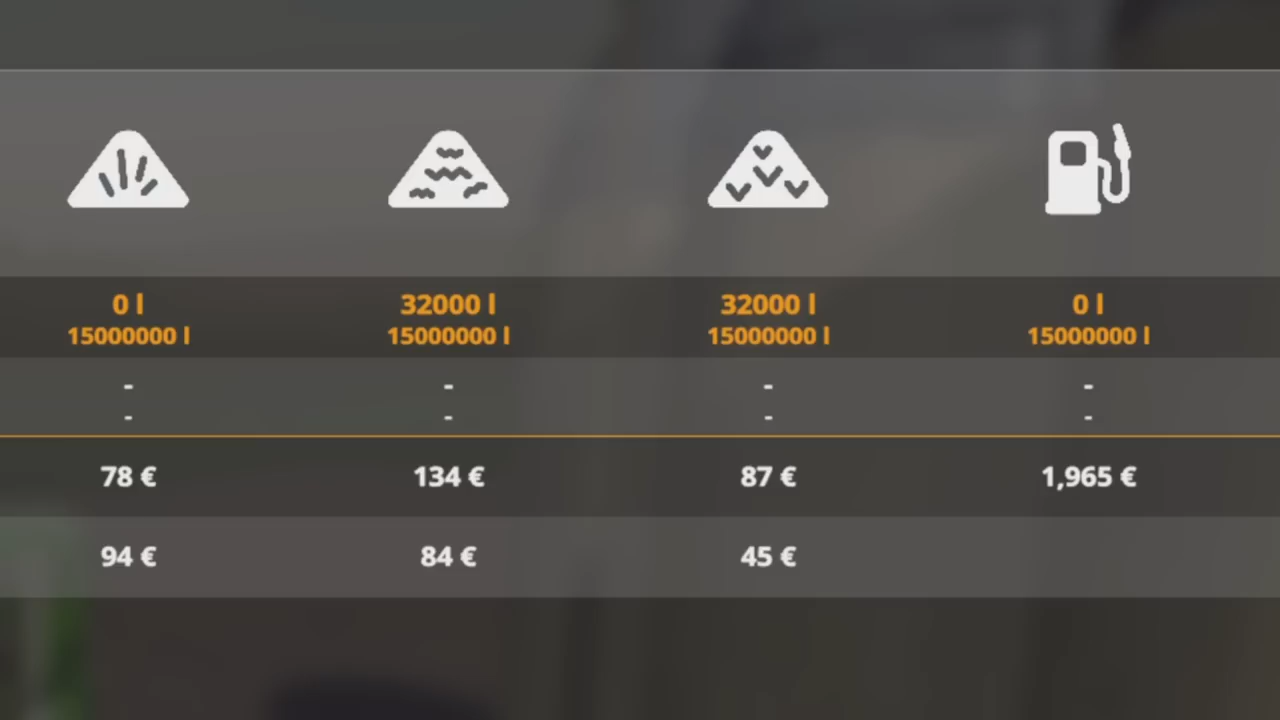 0 l 32000 l 32000 l 0 l
15000000 l 15000000 l 15000000 l 15000000 l
- - - -
- - - -
78 € 134 € 87 € 1,965 €
94 € 84 € 45 €